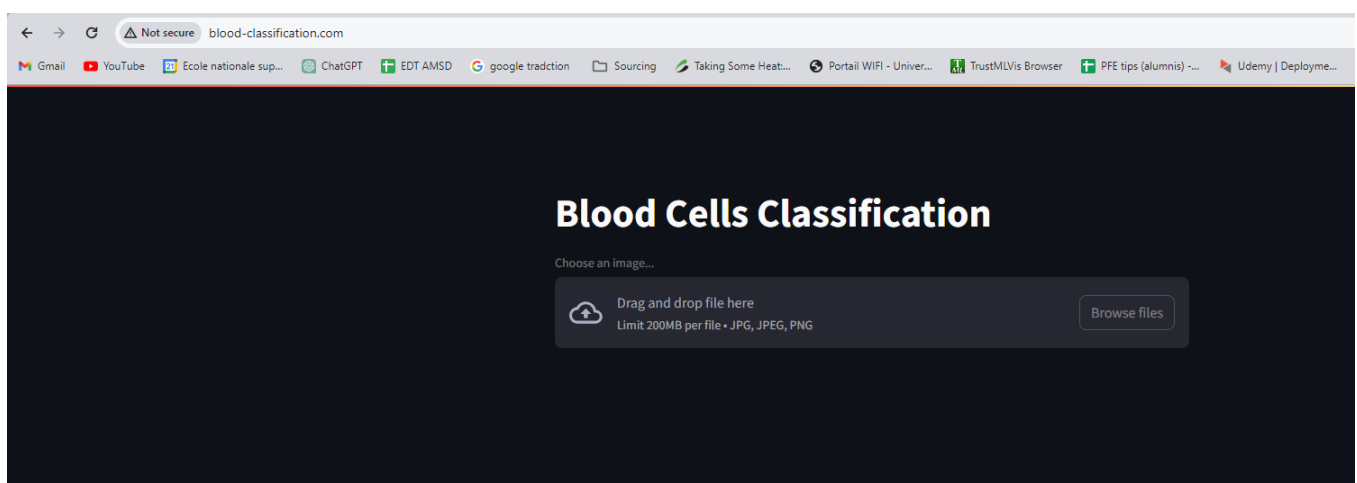 Not secure blood-classification.com
Gmail YouTube Ecole nationale sup... ChatGPT EDT AMSD google tradction Sourcing Taking Some Heat:... Portail WIFI - Univer... TrustMLVis Browser PFE tips (alumnis) -... Udemy | Deployme...
Blood Cells Classification
Choose an image...
Drag and drop file here
Limit 200MB per file • JPG, JPEG, PNG
Browse files